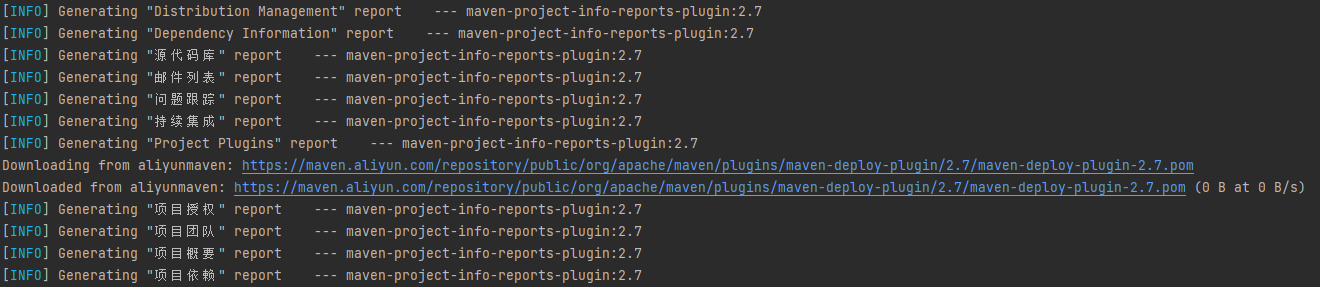 [INFO] Generating "Distribution Management" report    --- maven-project-info-reports-plugin:2.7
[INFO] Generating "Dependency Information" report    --- maven-project-info-reports-plugin:2.7
[INFO] Generating "源代码库" report    --- maven-project-info-reports-plugin:2.7
[INFO] Generating "邮件列表" report    --- maven-project-info-reports-plugin:2.7
[INFO] Generating "问题跟踪" report    --- maven-project-info-reports-plugin:2.7
[INFO] Generating "持续集成" report    --- maven-project-info-reports-plugin:2.7
[INFO] Generating "Project Plugins" report    --- maven-project-info-reports-plugin:2.7
Downloading from aliyunmaven: https://maven.aliyun.com/repository/public/org/apache/maven/plugins/maven-deploy-plugin/2.7/maven-deploy-plugin-2.7.pom
Downloaded from aliyunmaven: https://maven.aliyun.com/repository/public/org/apache/maven/plugins/maven-deploy-plugin/2.7/maven-deploy-plugin-2.7.pom (0 B at 0 B/s)
[INFO] Generating "项目授权" report    --- maven-project-info-reports-plugin:2.7
[INFO] Generating "项目团队" report    --- maven-project-info-reports-plugin:2.7
[INFO] Generating "项目概要" report    --- maven-project-info-reports-plugin:2.7
[INFO] Generating "项目依赖" report    --- maven-project-info-reports-plugin:2.7